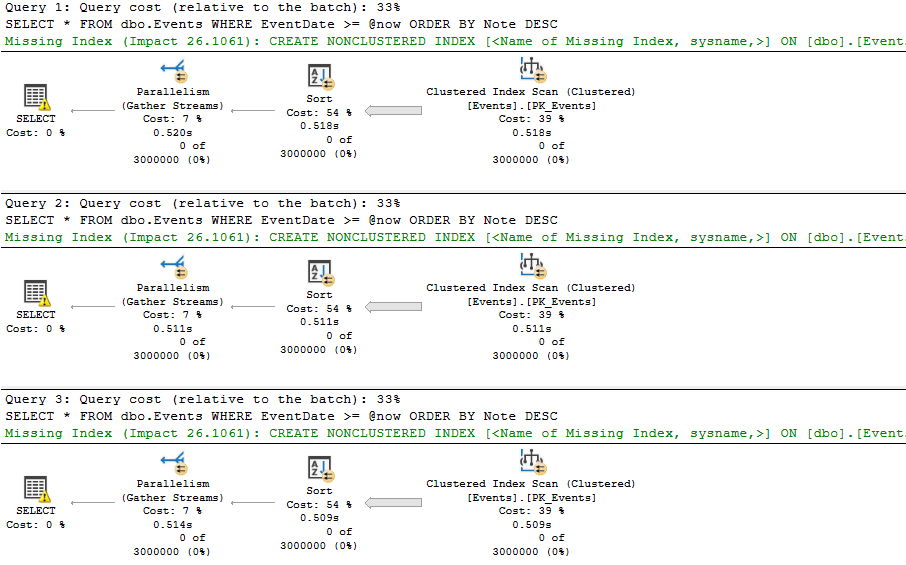 Query 1: Query cost (relative to the batch): 33%
SELECT * FROM dbo.Events WHERE EventDate >= @now ORDER BY Note DESC
Missing Index (Impact 26.1061): CREATE NONCLUSTERED INDEX [<Name of Missing Index, sysname,>] ON [dbo].[Event.
SELECT
Cost: 0 %
Parallelism
(Gather Streams)
Cost: 7 %
0.520s
0 of
3000000 (0%)
Sort
Cost: 54 %
0.518s
0 of
3000000 (0%)
Clustered Index Scan (Clustered)
[Events].[PK_Events]
Cost: 39 %
0.518s
0 of
3000000 (0%)
Query 2: Query cost (relative to the batch): 33%
SELECT * FROM dbo.Events WHERE EventDate >= @now ORDER BY Note DESC
Missing Index (Impact 26.1061): CREATE NONCLUSTERED INDEX [<Name of Missing Index, sysname,>] ON [dbo].[Event.
SELECT
Cost: 0 %
Parallelism
(Gather Streams)
Cost: 7 %
0.511s
0 of
3000000 (0%)
Sort
Cost: 54 %
0.511s
0 of
3000000 (0%)
Clustered Index Scan (Clustered)
[Events].[PK_Events]
Cost: 39 %
0.511s
0 of
3000000 (0%)
Query 3: Query cost (relative to the batch): 33%
SELECT * FROM dbo.Events WHERE EventDate >= @now ORDER BY Note DESC
Missing Index (Impact 26.1061): CREATE NONCLUSTERED INDEX [<Name of Missing Index, sysname,>] ON [dbo].[Event.
SELECT
Cost: 0 %
Parallelism
(Gather Streams)
Cost: 7 %
0.514s
0 of
3000000 (0%)
Sort
Cost: 54 %
0.509s
0 of
3000000 (0%)
Clustered Index Scan (Clustered)
[Events].[PK_Events]
Cost: 39 %
0.509s
0 of
3000000 (0%)